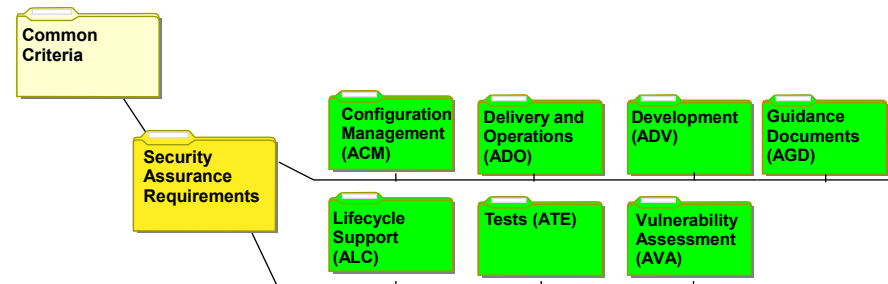 Common
Criteria
Security
Assurance
Requirements
Configuration
Management
(ACM)
Delivery and
Operations
(ADO)
Development
(ADV)
Guidance
Documents
(AGD)
Lifecycle
Support
(ALC)
Tests (ATE)
Vulnerability
Assessment
(AVA)